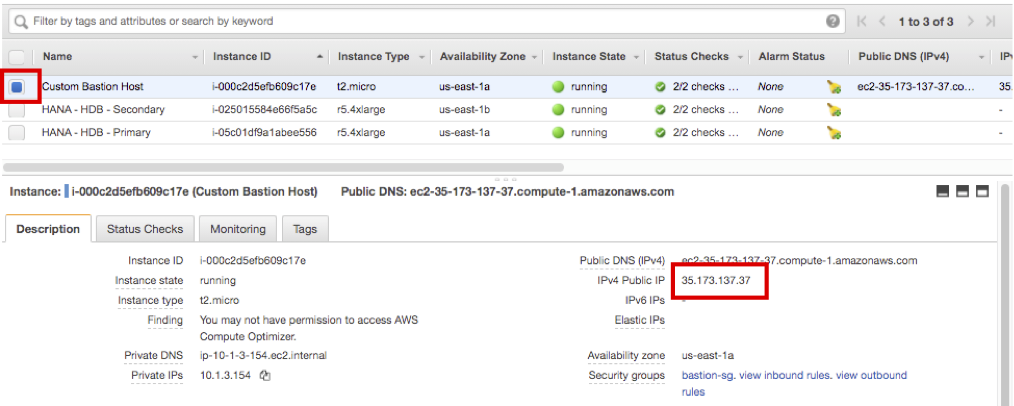 Filter by tags and attributes or search by keyword 1 to 3 of 3
Name Instance ID Instance Type Availability Zone Instance State Status Checks Alarm Status Public DNS (IPv4) IPv
Custom Bastion Host i-000c2d5efb609c17e t2.micro us-east-1a running 2/2 checks ... None ec2-35-173-137-37.co... 35.
HANA - HDB - Secondary i-025015584e66f5a5c r5.4xlarge us-east-1b running 2/2 checks ... None -
HANA - HDB - Primary i-05c01df9a1abee556 r5.4xlarge us-east-1a running 2/2 checks ... None -
Instance: i-000c2d5efb609c17e (Custom Bastion Host) Public DNS: ec2-35-173-137-37.compute-1.amazonaws.com
Description Status Checks Monitoring Tags
Instance ID i-000c2d5efb609c17e Public DNS (IPv4) ec2-35-173-137-37.compute-1.amazonaws.com
Instance state running IPv4 Public IP 35.173.137.37
Instance type t2.micro IPv6 IPs -
Finding You may not have permission to access AWS Elastic IPs
Compute Optimizer.
Private DNS ip-10-1-3-154.ec2.internal Availability zone us-east-1a
Private IPs 10.1.3.154 Security groups bastion-sg. view inbound rules. view outbound
rules